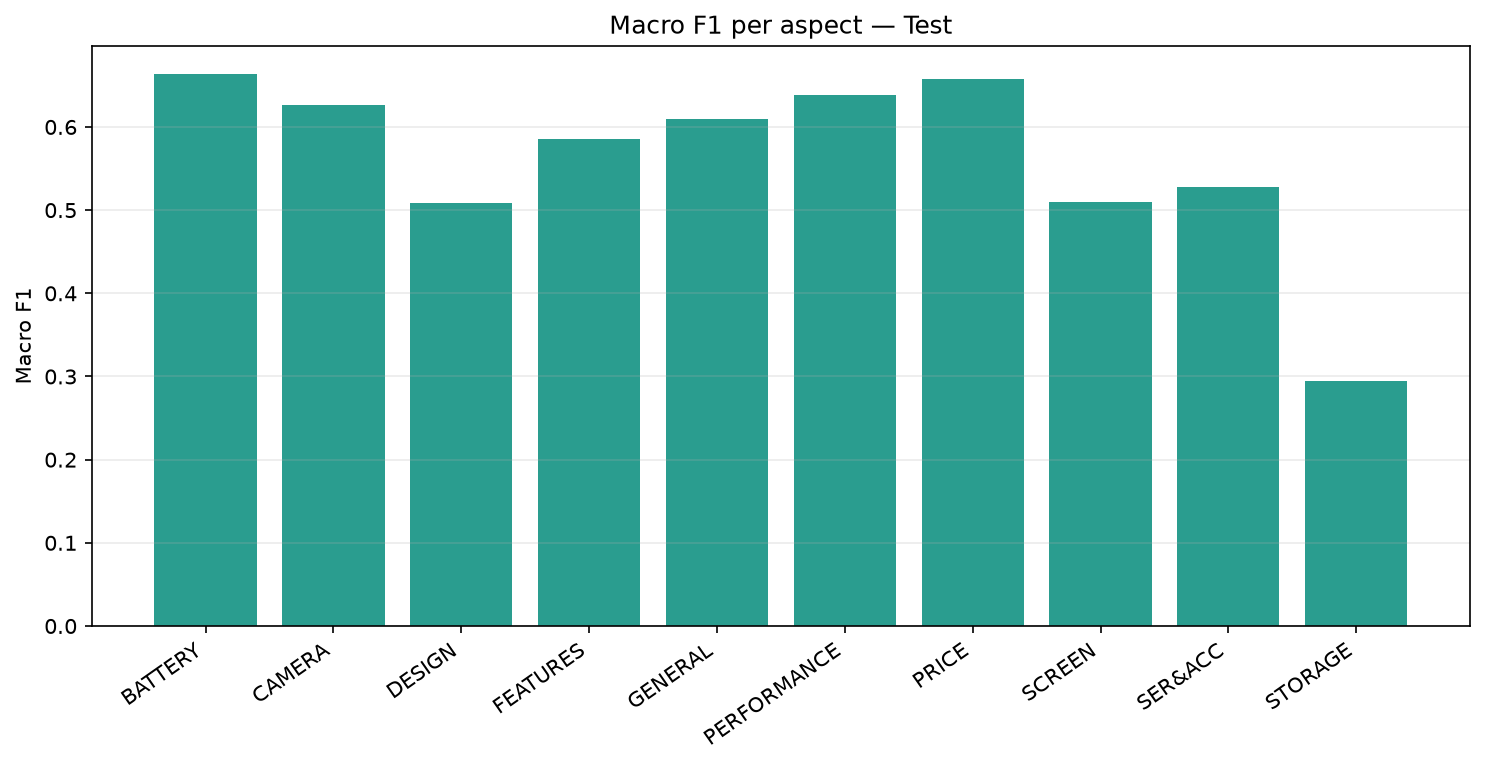 Macro F1 per aspect — Test
Macro F1
0.6
0.5
0.4
0.3
0.2
0.1
0.0
BATTERY
CAMERA
DESIGN
FEATURES
GENERAL
PERFORMANCE
PRICE
SCREEN
SER&ACC
STORAGE